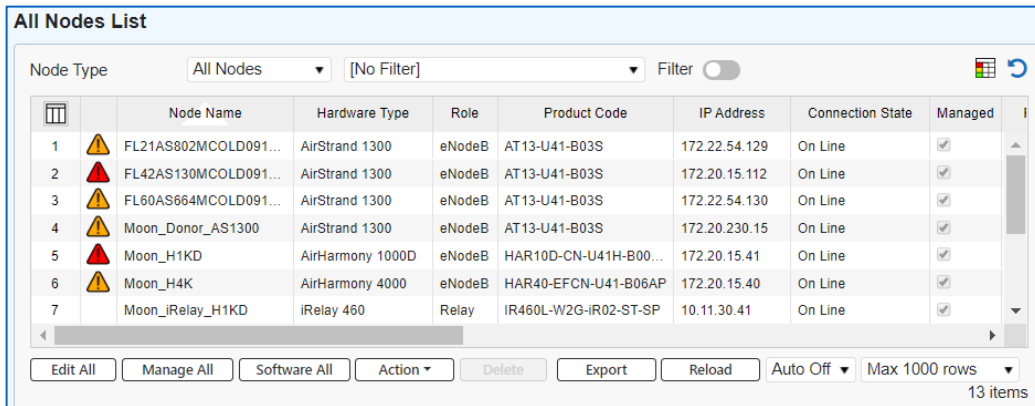 All Nodes List
Node Type All Nodes [No Filter] Filter
Node Name Hardware Type Role Product Code IP Address Connection State Managed
1 FL21AS802MCOLD091... AirStrand 1300 eNodeB AT13-U41-B03S 172.22.54.129 On Line
2 FL42AS130MCOLD091... AirStrand 1300 eNodeB AT13-U41-B03S 172.20.15.112 On Line
3 FL60AS664MCOLD091... AirStrand 1300 eNodeB AT13-U41-B03S 172.22.54.130 On Line
4 Moon_Donor_AS1300 AirStrand 1300 eNodeB AT13-U41-B03S 172.20.230.15 On Line
5 Moon_H1KD AirHarmony 1000D eNodeB HAR10D-CN-U41H-B00... 172.20.15.41 On Line
6 Moon_H4K AirHarmony 4000 eNodeB HAR40-EFCN-U41-B06AP 172.20.15.40 On Line
7 Moon_iRelay_H1KD iRelay 460 Relay IR460L-W2G-iR02-ST-SP 10.11.30.41 On Line
Edit All Manage All Software All Action Delete Export Reload Auto Off Max 1000 rows
13 items